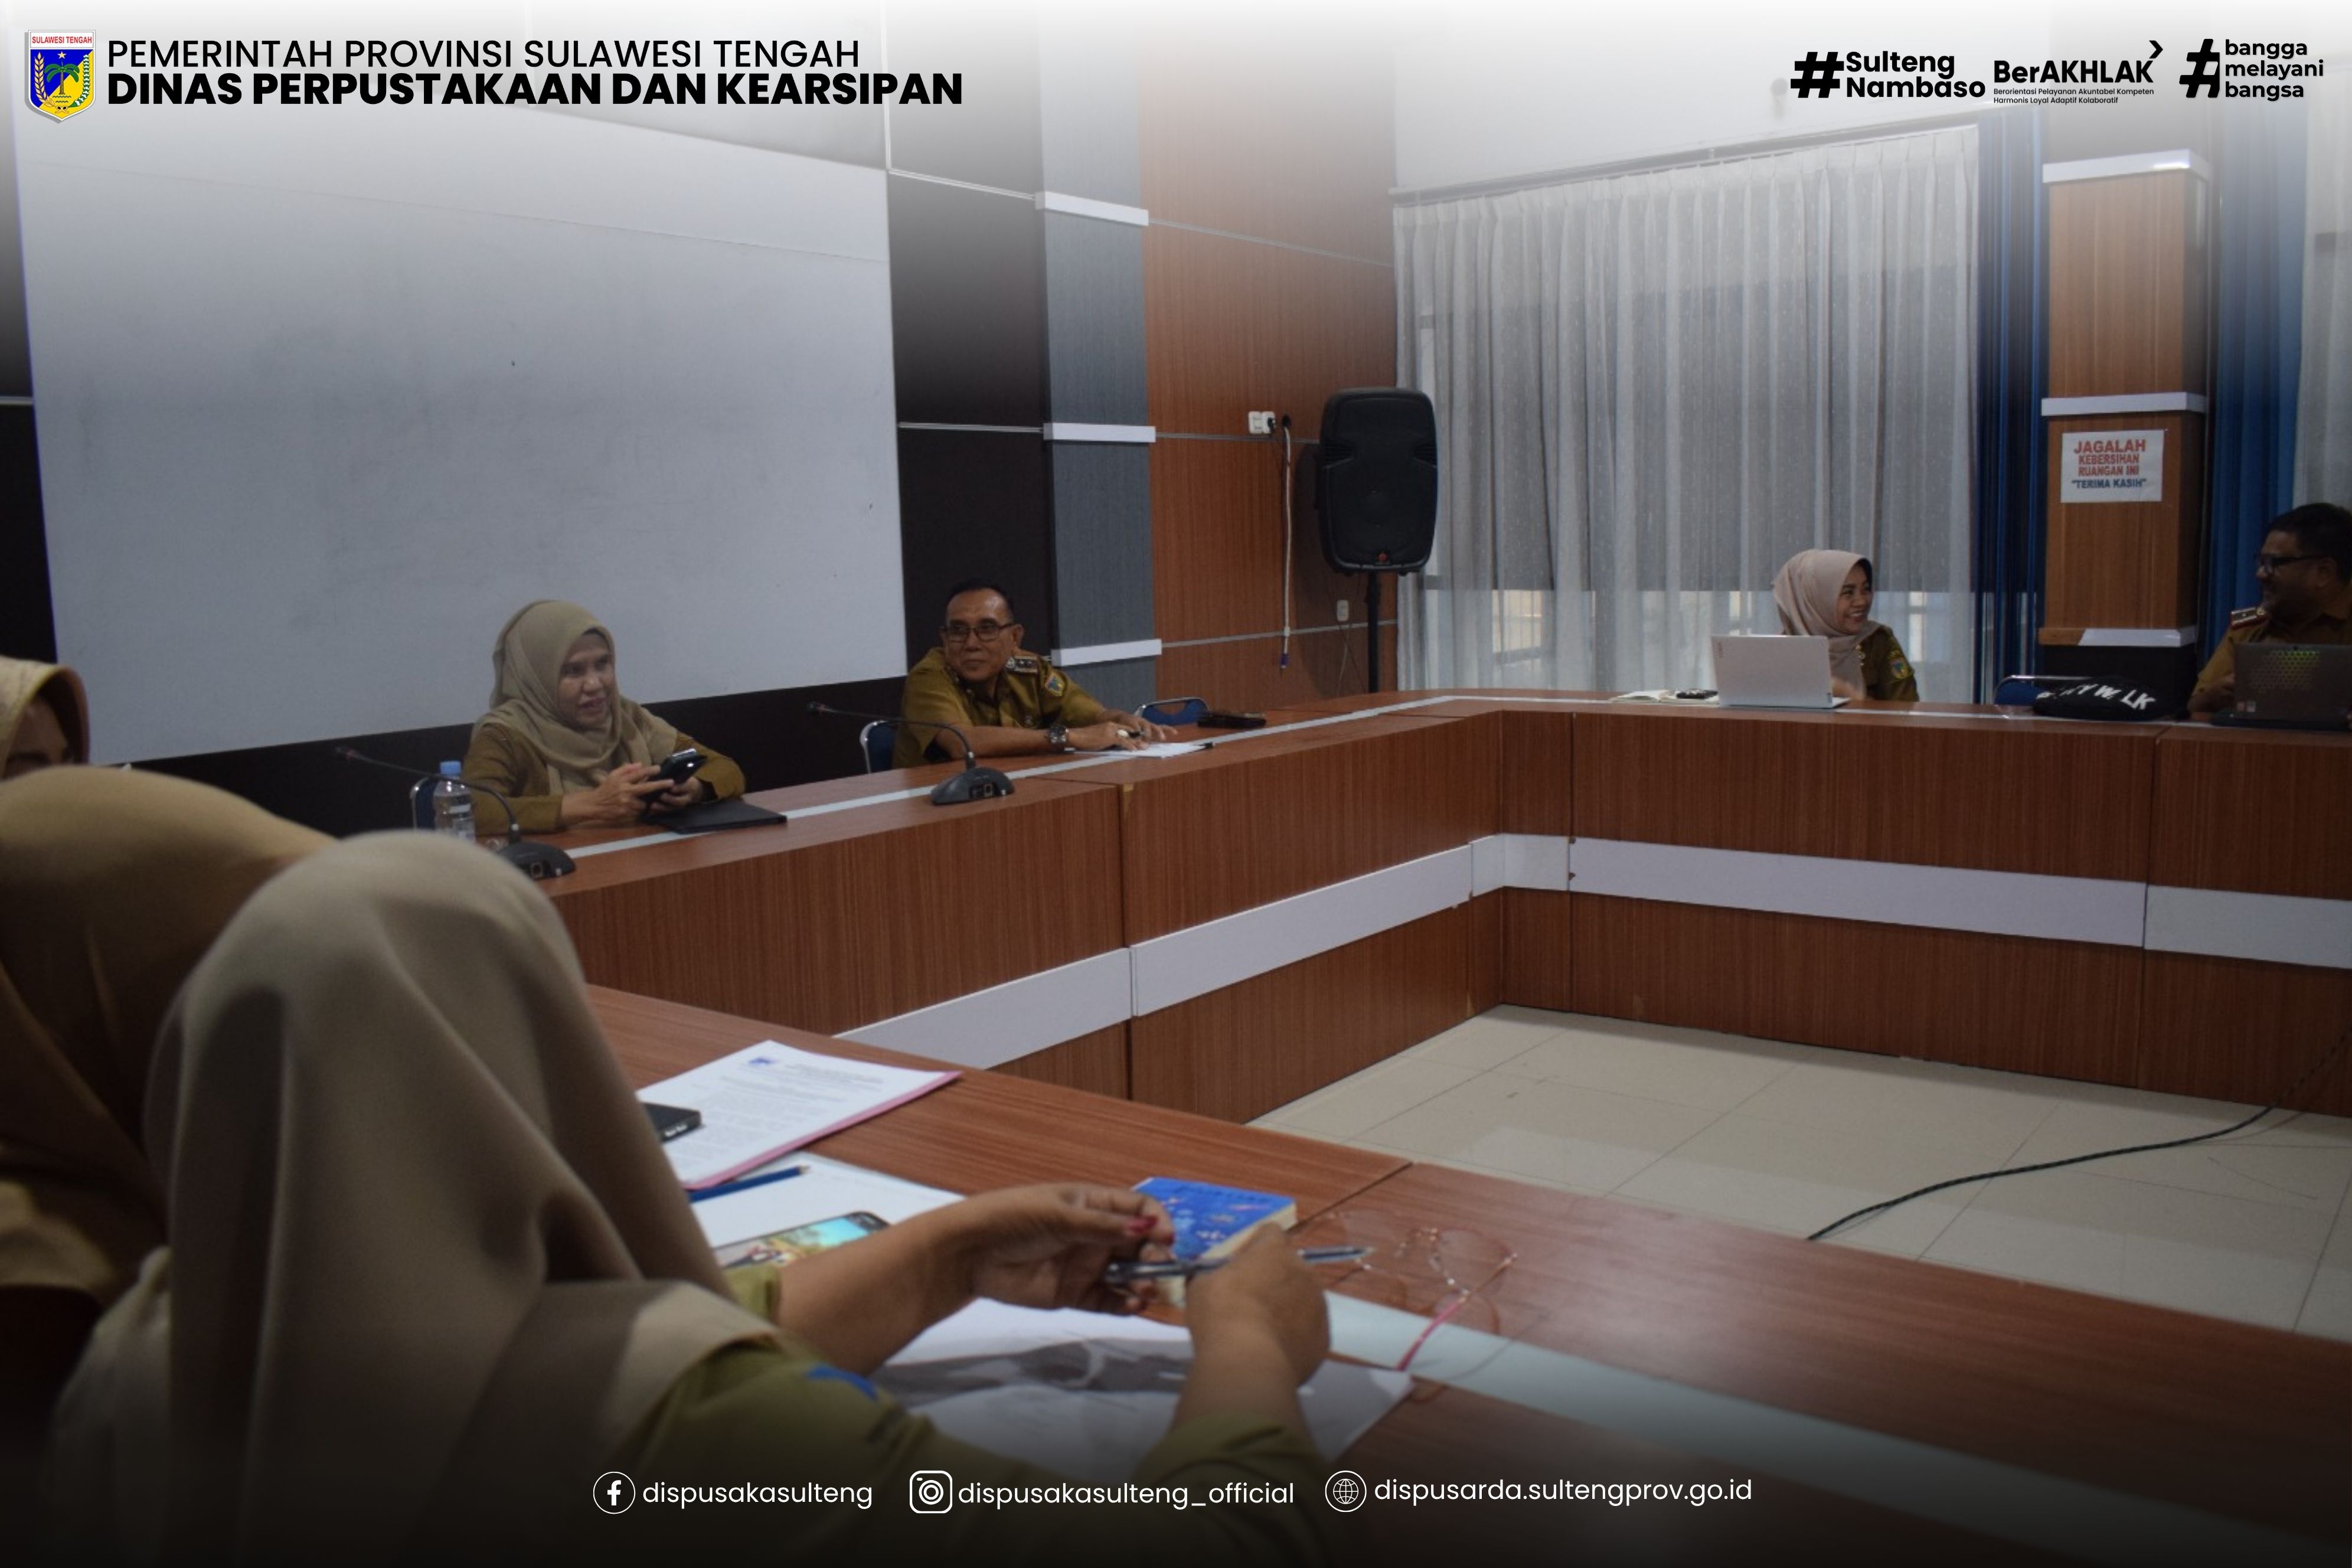 SULAWESI TENGAH
PEMERINTAH PROVINSI SULAWESI TENGAH
DINAS PERPUSTAKAAN DAN KEARSIPAN
#Sulteng
Nambaso
BerAKHLAK
Berorientasi Pelayanan Akuntabel Kompeten
Harmonis Loyal Adaptif Kolaboratif
#bangga
melayani
bangsa
JAGALAH
KEBERSIHAN
RUANGAN INI
"TERIMA KASIH"
dispusakasulteng
dispusakasulteng_official
dispusarda.sultengprov.go.id